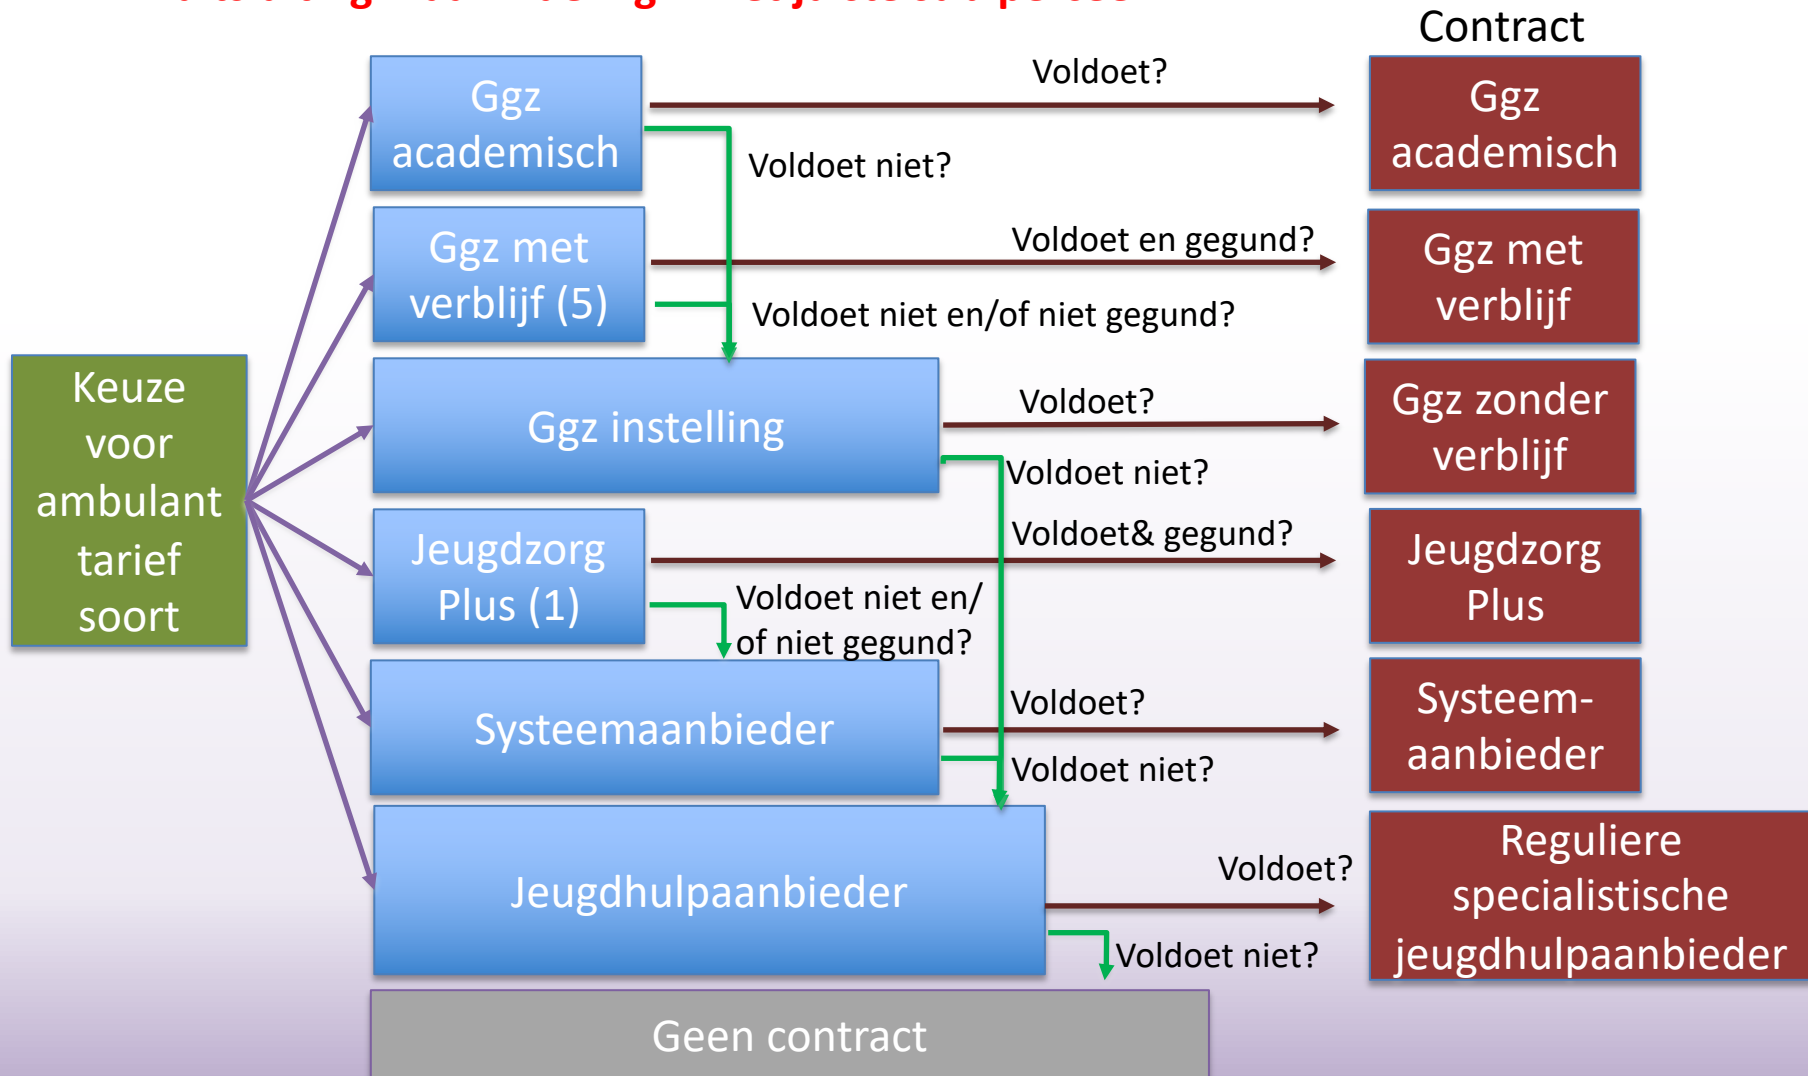 Contract
Ggz
academisch
Voldoet?
Ggz
academisch
Voldoet niet?
Ggz met
verblijf (5)
Voldoet en gegund?
Ggz met
verblijf
Voldoet niet en/of niet gegund?
Keuze
voor
ambulant
tarief
soort
Ggz instelling
Voldoet?
Ggz zonder
verblijf
Voldoet niet?
Jeugdzorg
Plus (1)
Voldoet& gegund?
Jeugdzorg
Plus
Voldoet niet en/
of niet gegund?
Systeemaanbieder
Voldoet?
Systeem-
aanbieder
Voldoet niet?
Jeugdhulpaanbieder
Voldoet?
Reguliere
specialistische
jeugdhulpaanbieder
Voldoet niet?
Geen contract